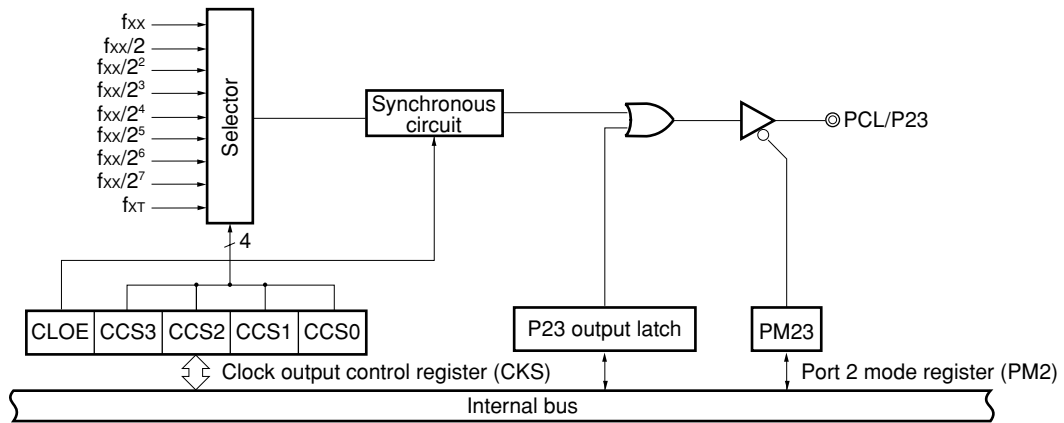 fXX
fXX/2
fXX/2²
fXX/2³
fXX/2⁴
fXX/2⁵
fXX/2⁶
fXX/2⁷
fXT
Selector
Synchronous
circuit
PCL/P23
4
CLOE CCS3 CCS2 CCS1 CCS0
P23 output latch
PM23
Clock output control register (CKS)
Port 2 mode register (PM2)
Internal bus